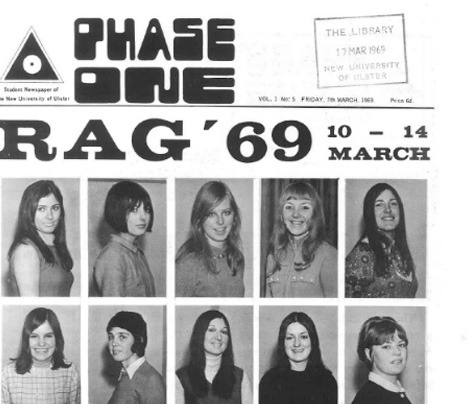 PHASE
ONE
Student Newspaper of
the New University of Ulster
THE LIBRARY
17 MAR 1969
NEW UNIVERSITY
OF ULSTER
VOL. 1 No: 5 FRIDAY, 7th MARCH, 1969. Price 6d.
RAG '69 10 – 14
MARCH